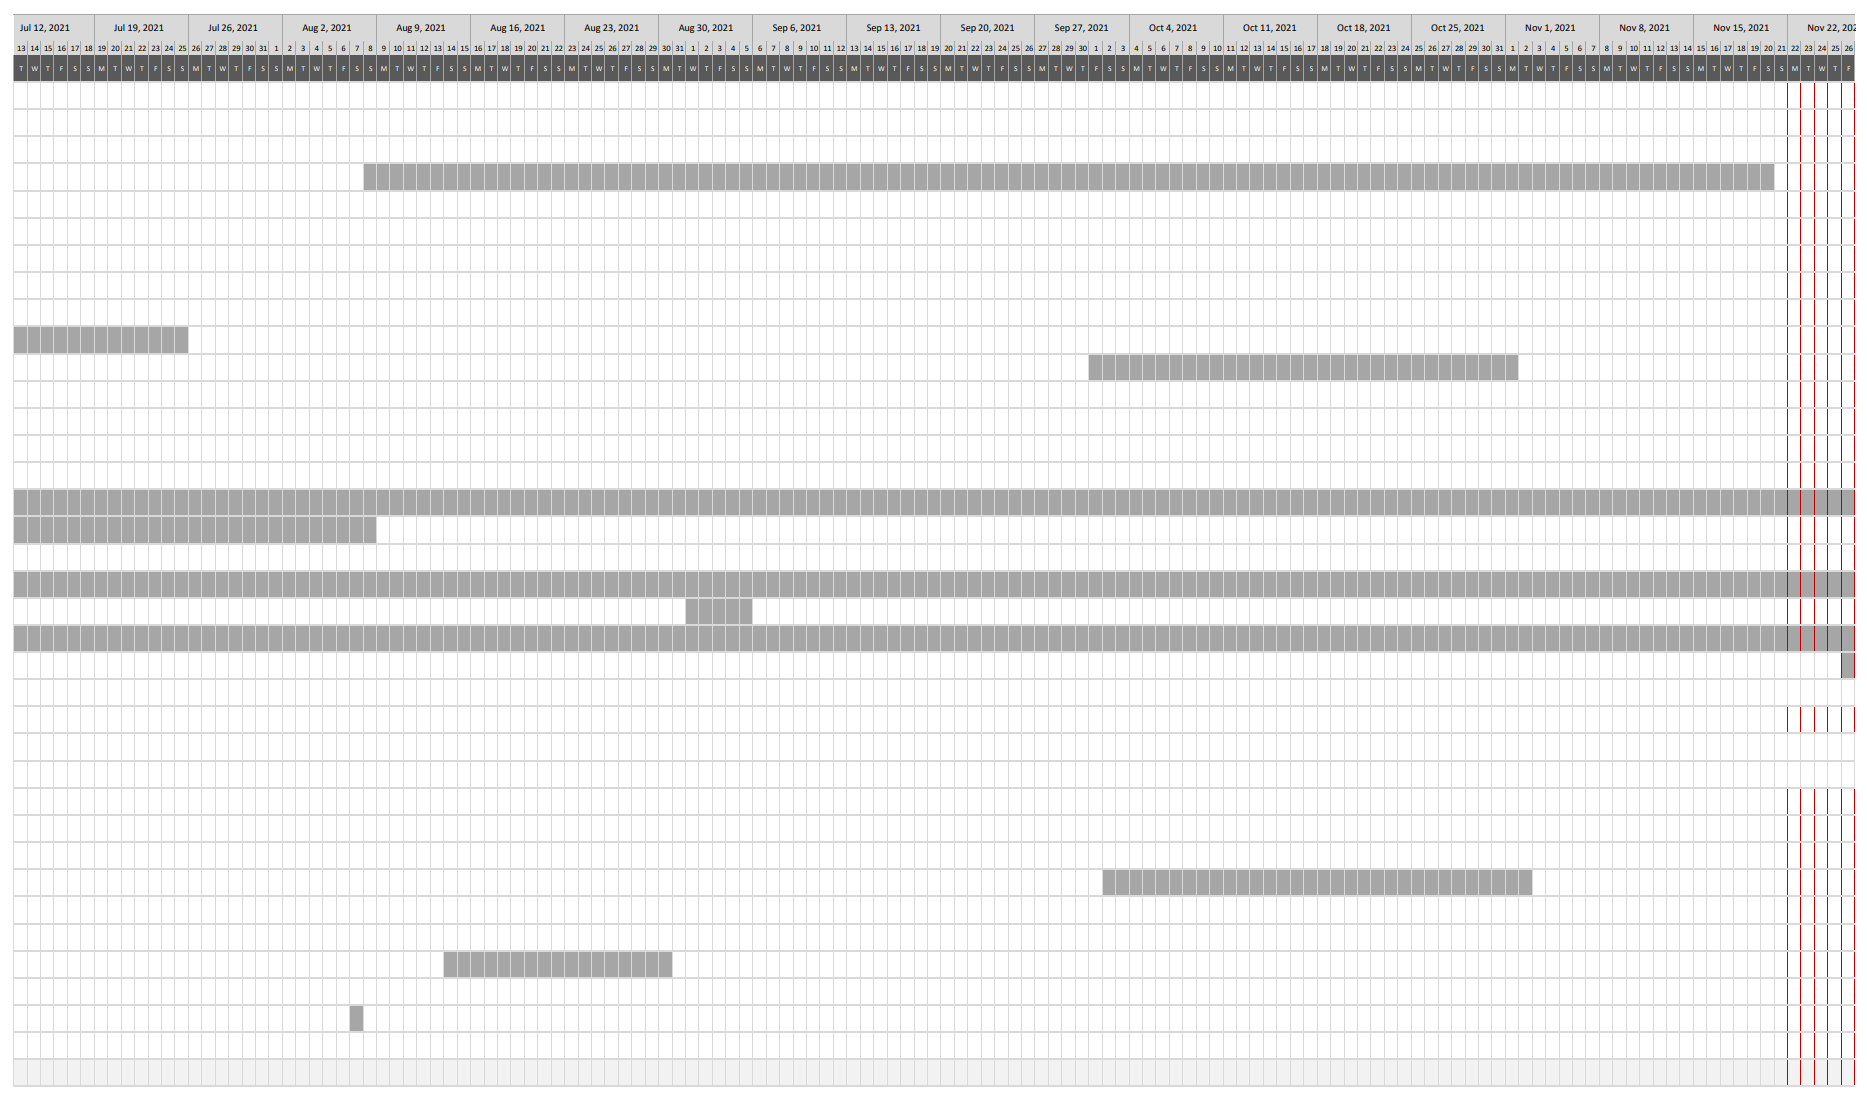 Jul 12, 2021 Jul 19, 2021 Jul 26, 2021 Aug 2, 2021 Aug 9, 2021 Aug 16, 2021 Aug 23, 2021 Aug 30, 2021 Sep 6, 2021 Sep 13, 2021 Sep 20, 2021 Sep 27, 2021 Oct 4, 2021 Oct 11, 2021 Oct 18, 2021 Oct 25, 2021 Nov 1, 2021 Nov 8, 2021 Nov 15, 2021 Nov 22, 202
13 14 15 16 17 18 19 20 21 22 23 24 25 26 27 28 29 30 31 1 2 3 4 5 6 7 8 9 10 11 12 13 14 15 16 17 18 19 20 21 22 23 24 25 26 27 28 29 30 31 1 2 3 4 5 6 7 8 9 10 11 12 13 14 15 16 17 18 19 20 21 22 23 24 25 26 27 28 29 30 1 2 3 4 5 6 7 8 9 10 11 12 13 14 15 16 17 18 19 20 21 22 23 24 25 26 27 28 29 30 31 1 2 3 4 5 6 7 8 9 10 11 12 13 14 15 16 17 18 19 20 21 22 23 24 25 26
T W T F S S M T W T F S S M T W T F S S M T W T F S S M T W T F S S M T W T F S S M T W T F S S M T W T F S S M T W T F S S M T W T F S S M T W T F S S M T W T F S S M T W T F S S M T W T F S S M T W T F S S M T W T F S S M T W T F S S M T W T F S S M T W T F S S M T W T F